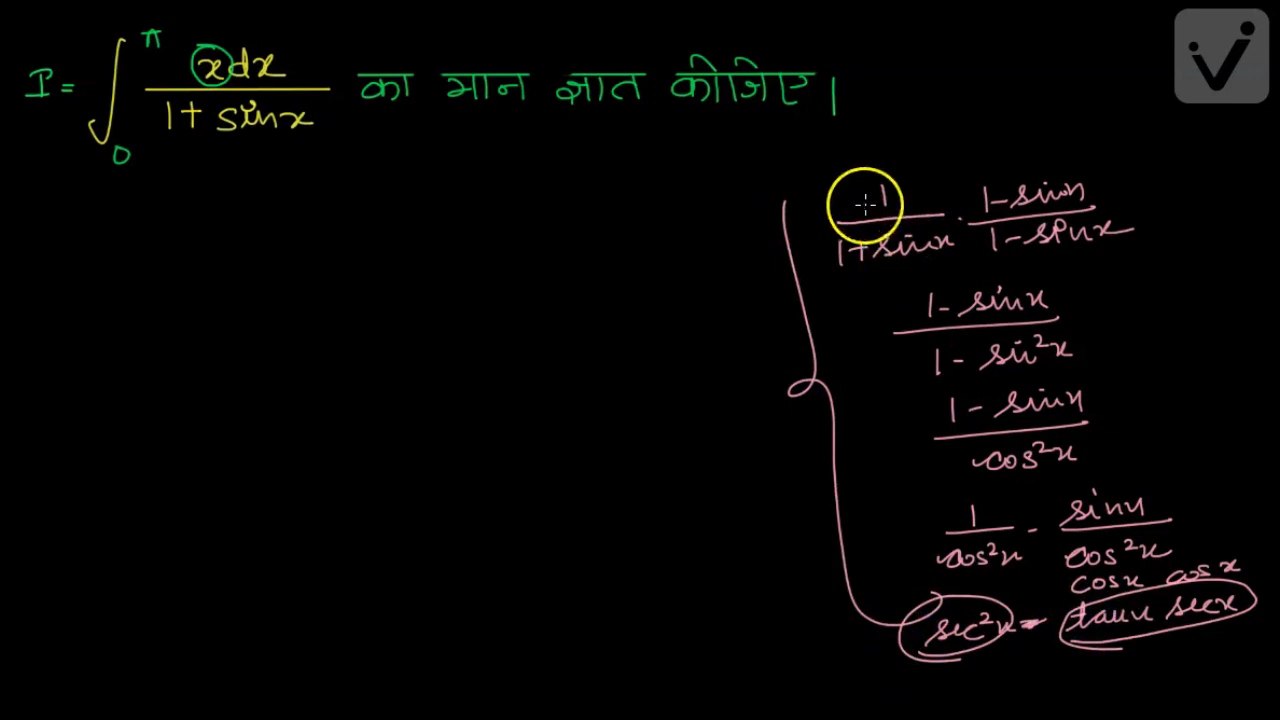 I = ∫₀^π x dx / (1 + sin x) का मान ज्ञात कीजिए।
1 / (1 + sin x) · (1 - sin x) / (1 - sin x)
(1 - sin x) / (1 - sin²x)
(1 - sin x) / cos²x
1 / cos²x - sin x / cos²x
cos x cos x
sec²x - tan x sec x